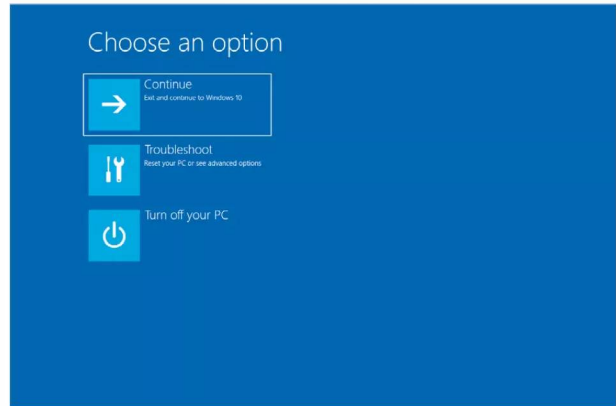 Choose an option
Continue
Exit and continue to Windows 10
Troubleshoot
Reset your PC or see advanced options
Turn off your PC